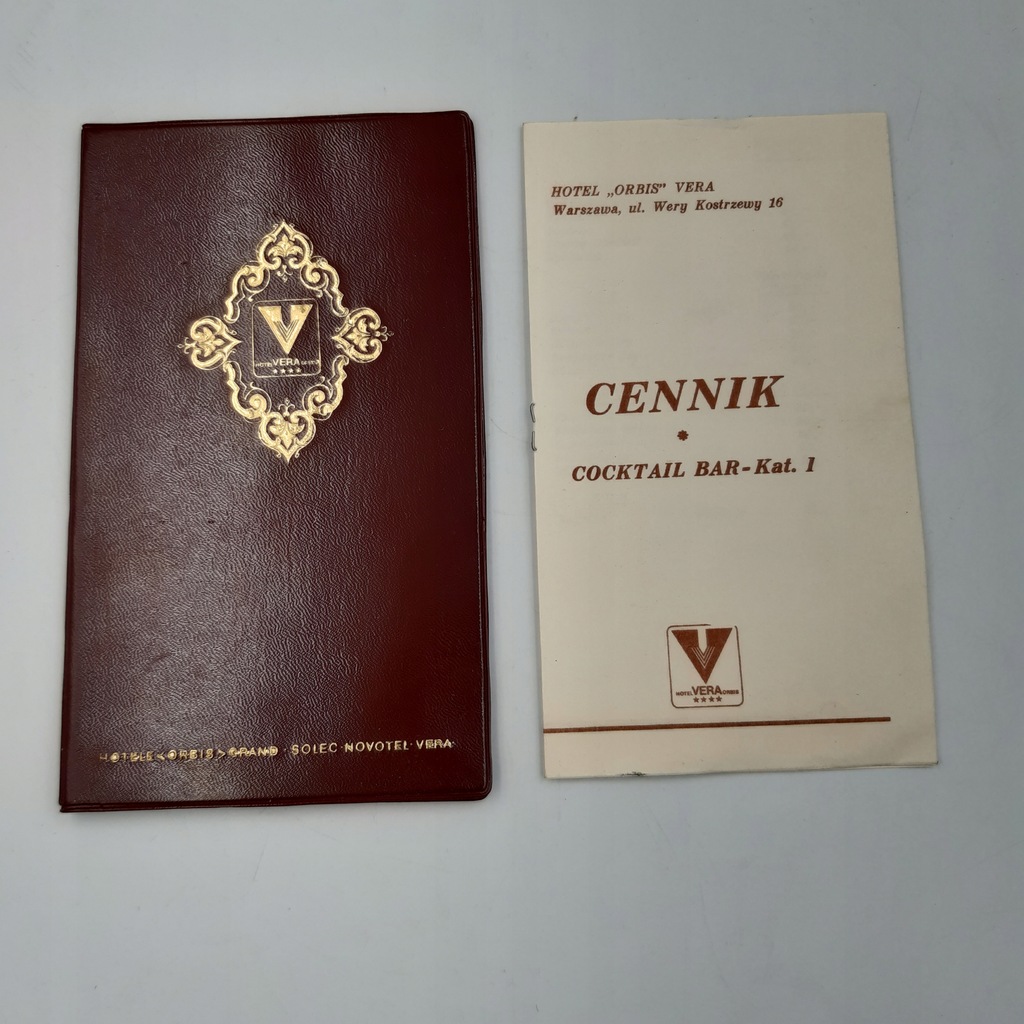 HOTEL VERA ORBIS
★★★★
HOTELE <ORBIS> GRAND · SOLEC · NOVOTEL · VERA
HOTEL „ORBIS” VERA
Warszawa, ul. Wery Kostrzewy 16
CENNIK
*
COCKTAIL BAR - Kat. 1
HOTEL VERA ORBIS
★★★★